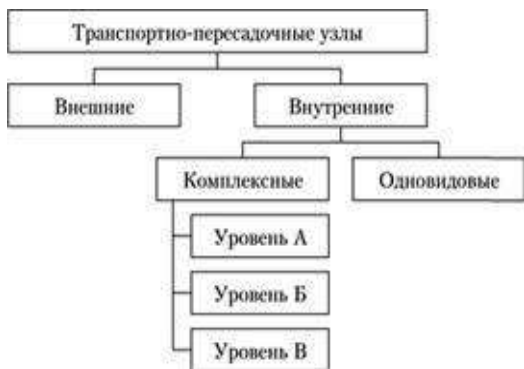 Транспортно-пересадочные узлы
Внешние
Внутренние
Комплексные
Одновидовые
Уровень А
Уровень Б
Уровень В